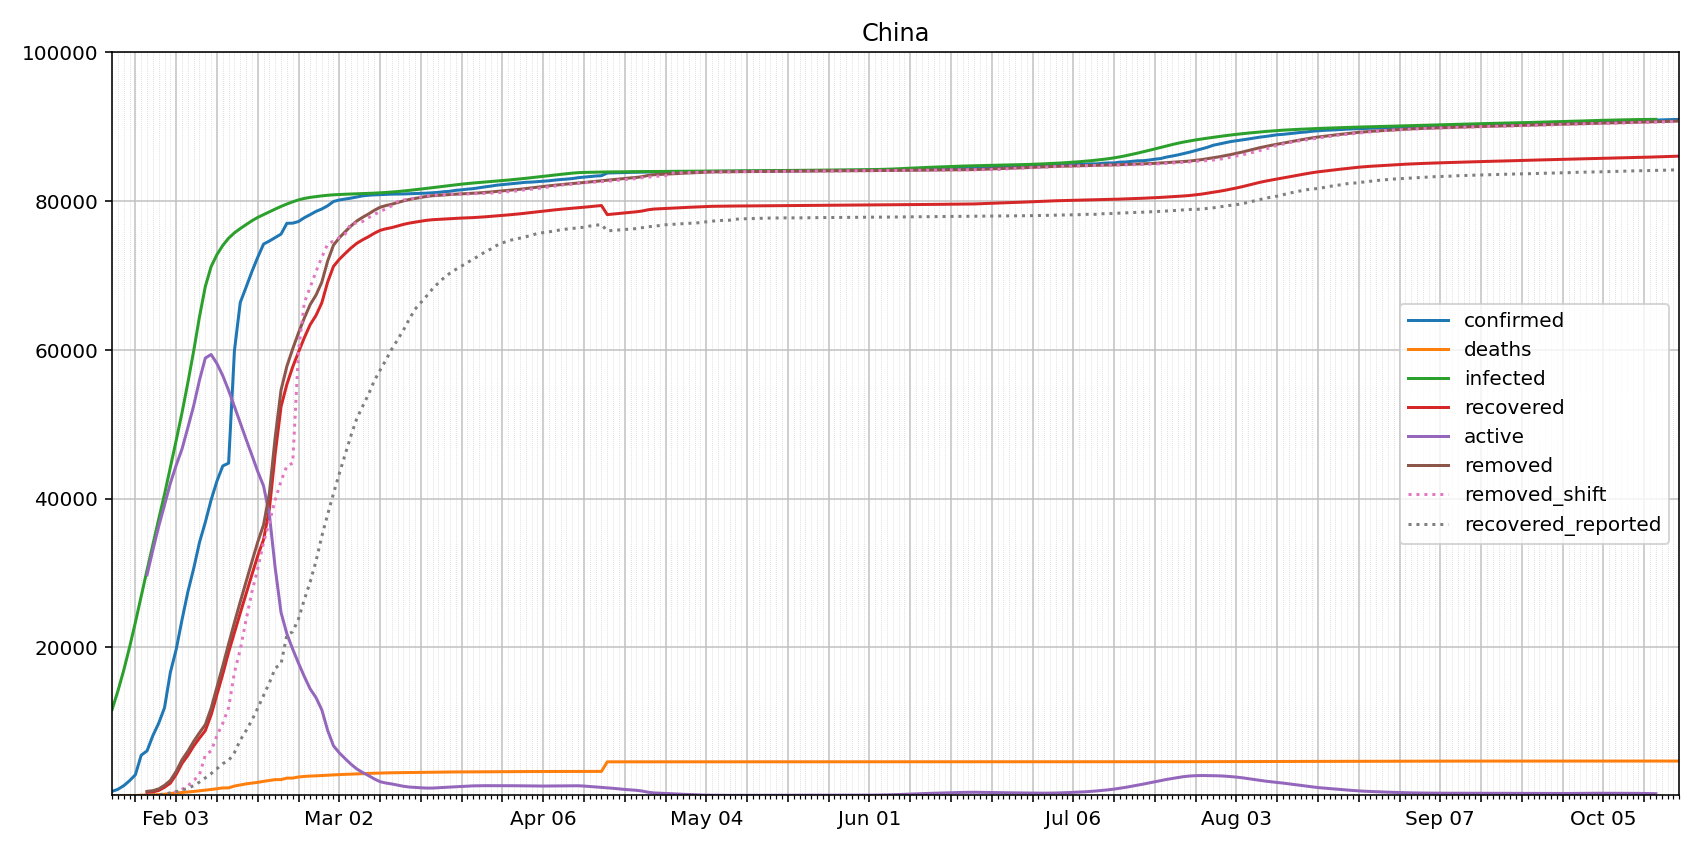 China
100000
80000
60000
40000
20000
Feb 03 Mar 02 Apr 06 May 04 Jun 01 Jul 06 Aug 03 Sep 07 Oct 05
confirmed
deaths
infected
recovered
active
removed
removed_shift
recovered_reported